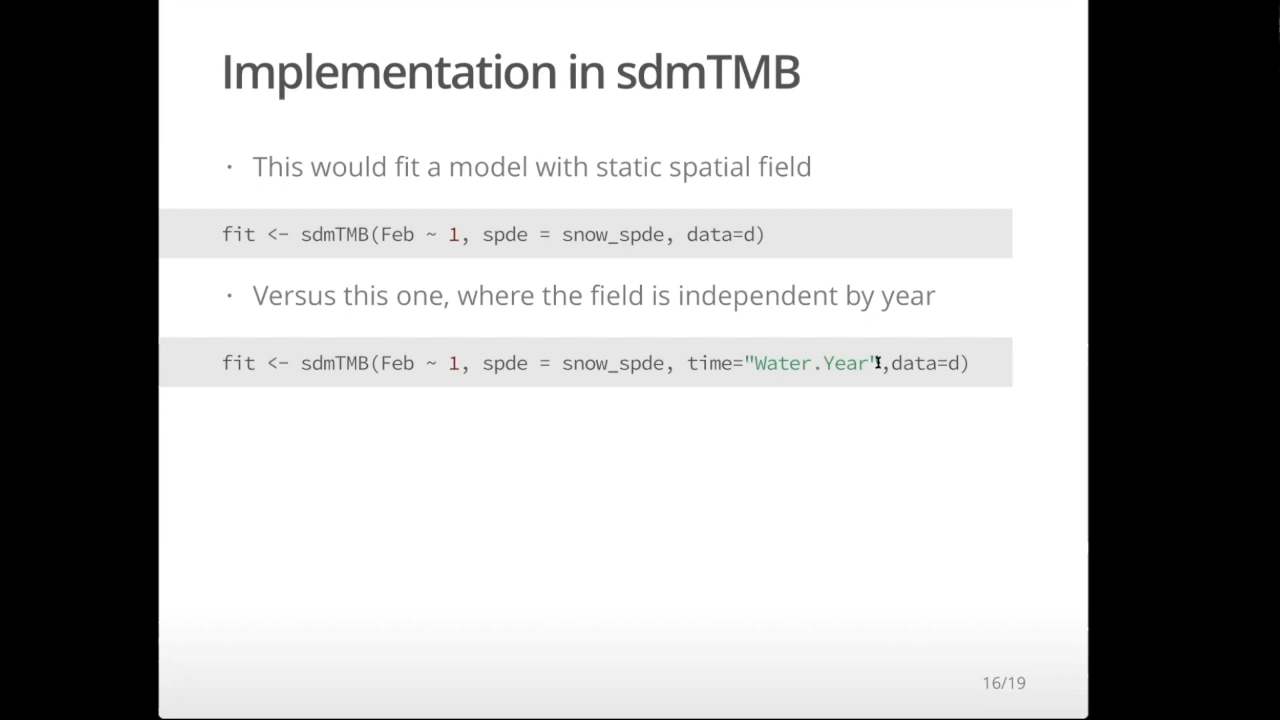 Implementation in sdmTMB
· This would fit a model with static spatial field
fit <- sdmTMB(Feb ~ 1, spde = snow_spde, data=d)
· Versus this one, where the field is independent by year
fit <- sdmTMB(Feb ~ 1, spde = snow_spde, time="Water.Year",data=d)
16/19